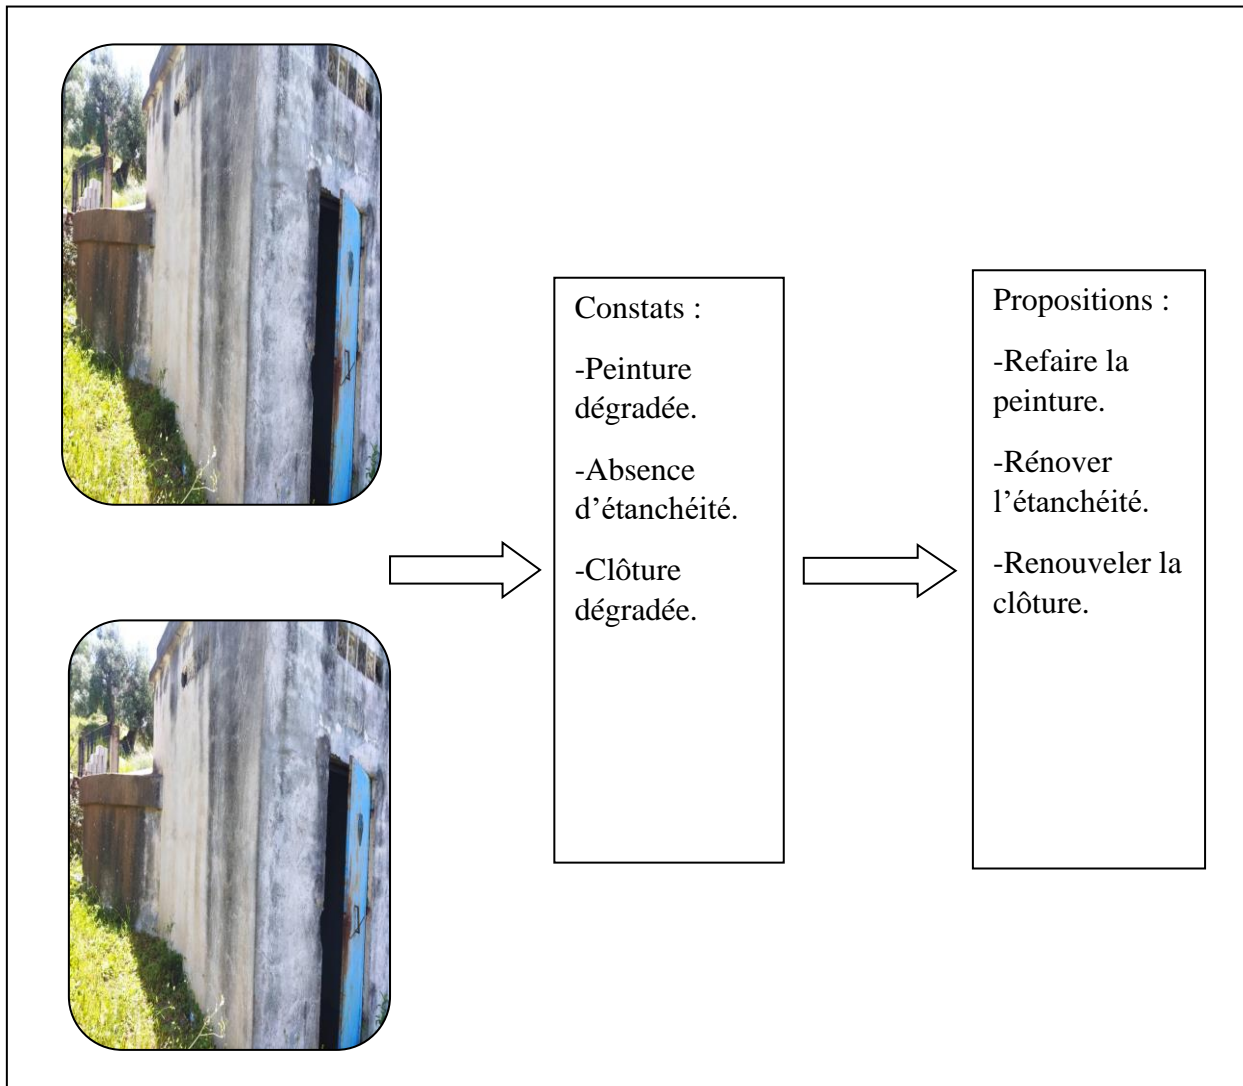 Constats :
-Peinture
dégradée.
-Absence
d’étanchéité.
-Clôture
dégradée.
Propositions :
-Refaire la
peinture.
-Rénover
l’étanchéité.
-Renouveler la
clôture.